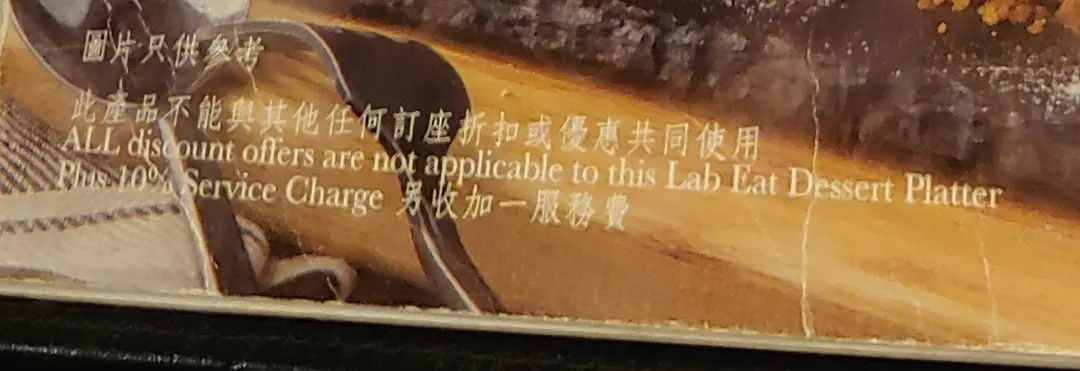 圖片只供參考
此產品不能與其他任何訂座折扣或優惠共同使用
ALL discount offers are not applicable to this Lab Eat Dessert Platter
Plus 10% Service Charge 另收加一服務費